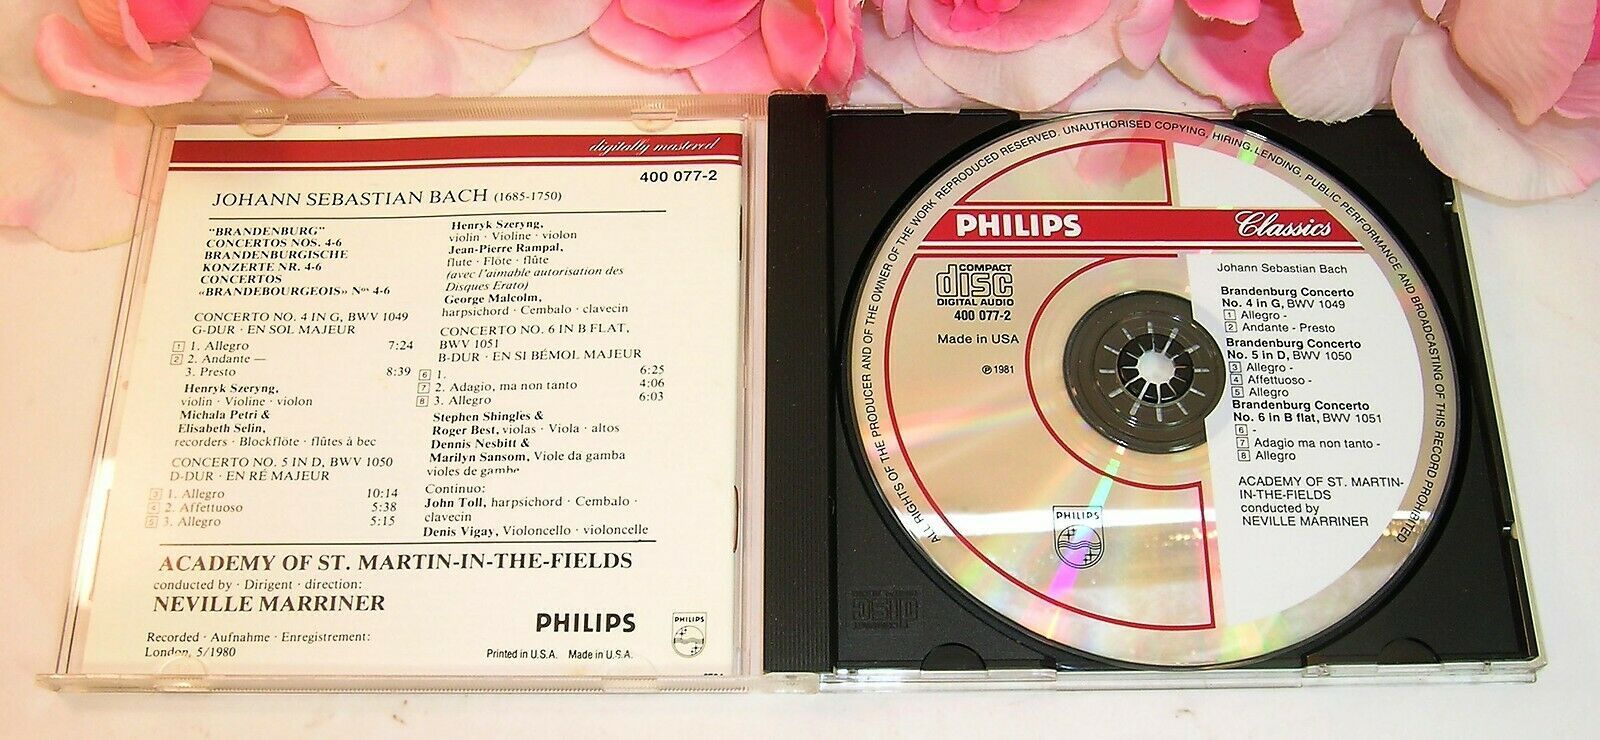 digitally mastered
400 077-2
JOHANN SEBASTIAN BACH (1685-1750)
"BRANDENBURG"
CONCERTOS NOS. 4-6
BRANDENBURGISCHE
KONZERTE NR. 4-6
CONCERTOS
«BRANDEBOURGEOIS» Nos 4-6
CONCERTO NO. 4 IN G, BWV 1049
G-DUR · EN SOL MAJEUR
1 1. Allegro 7:24
2 2. Andante —
3. Presto 8:39
Henryk Szeryng,
violin · Violine · violon
Michala Petri &
Elisabeth Selin,
recorders · Blockflöte · flûtes à bec
CONCERTO NO. 5 IN D, BWV 1050
D-DUR · EN RÉ MAJEUR
3 1. Allegro 10:14
4 2. Affettuoso 5:38
5 3. Allegro 5:15
Henryk Szeryng,
violin · Violine · violon
Jean-Pierre Rampal,
flute · Flöte · flûte
(avec l'aimable autorisation des
Disques Erato)
George Malcolm,
harpsichord · Cembalo · clavecin
CONCERTO NO. 6 IN B FLAT,
BWV 1051
B-DUR · EN SI BÉMOL MAJEUR
6 1. 6:25
7 2. Adagio, ma non tanto 4:06
8 3. Allegro 6:03
Stephen Shingles &
Roger Best, violas · Viola · altos
Dennis Nesbitt &
Marilyn Sansom, Viole da gamba
violes de gambe
Continuo:
John Toll, harpsichord · Cembalo ·
clavecin
Denis Vigay, Violoncello · violoncelle
ACADEMY OF ST. MARTIN-IN-THE-FIELDS
conducted by · Dirigent · direction:
NEVILLE MARRINER
Recorded · Aufnahme · Enregistrement:
London, 5/1980
PHILIPS
PHILIPS
Printed in U.S.A. Made in U.S.A.
ALL RIGHTS OF THE PRODUCER AND OF THE OWNER OF THE WORK REPRODUCED RESERVED. UNAUTHORISED COPYING, HIRING, LENDING, PUBLIC PERFORMANCE AND BROADCASTING OF THIS RECORD PROHIBITED
PHILIPS Classics
COMPACT
disc
DIGITAL AUDIO
400 077-2
Made in USA
℗ 1981
PHILIPS
Johann Sebastian Bach
Brandenburg Concerto
No. 4 in G, BWV 1049
1 Allegro -
2 Andante - Presto
Brandenburg Concerto
No. 5 in D, BWV 1050
3 Allegro -
4 Affettuoso -
5 Allegro
Brandenburg Concerto
No. 6 in B flat, BWV 1051
6 -
7 Adagio ma non tanto -
8 Allegro
ACADEMY OF ST. MARTIN-
IN-THE-FIELDS
conducted by
NEVILLE MARRINER